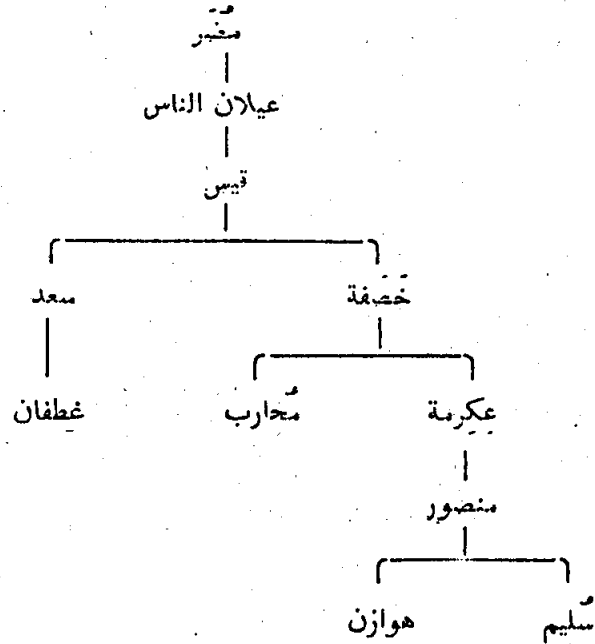 مُضَر
عيلان الناس
قيس
خَصَفة
سعد
عِكرِمة
مُحارب
غطفان
منصور
سُليم
هوازن